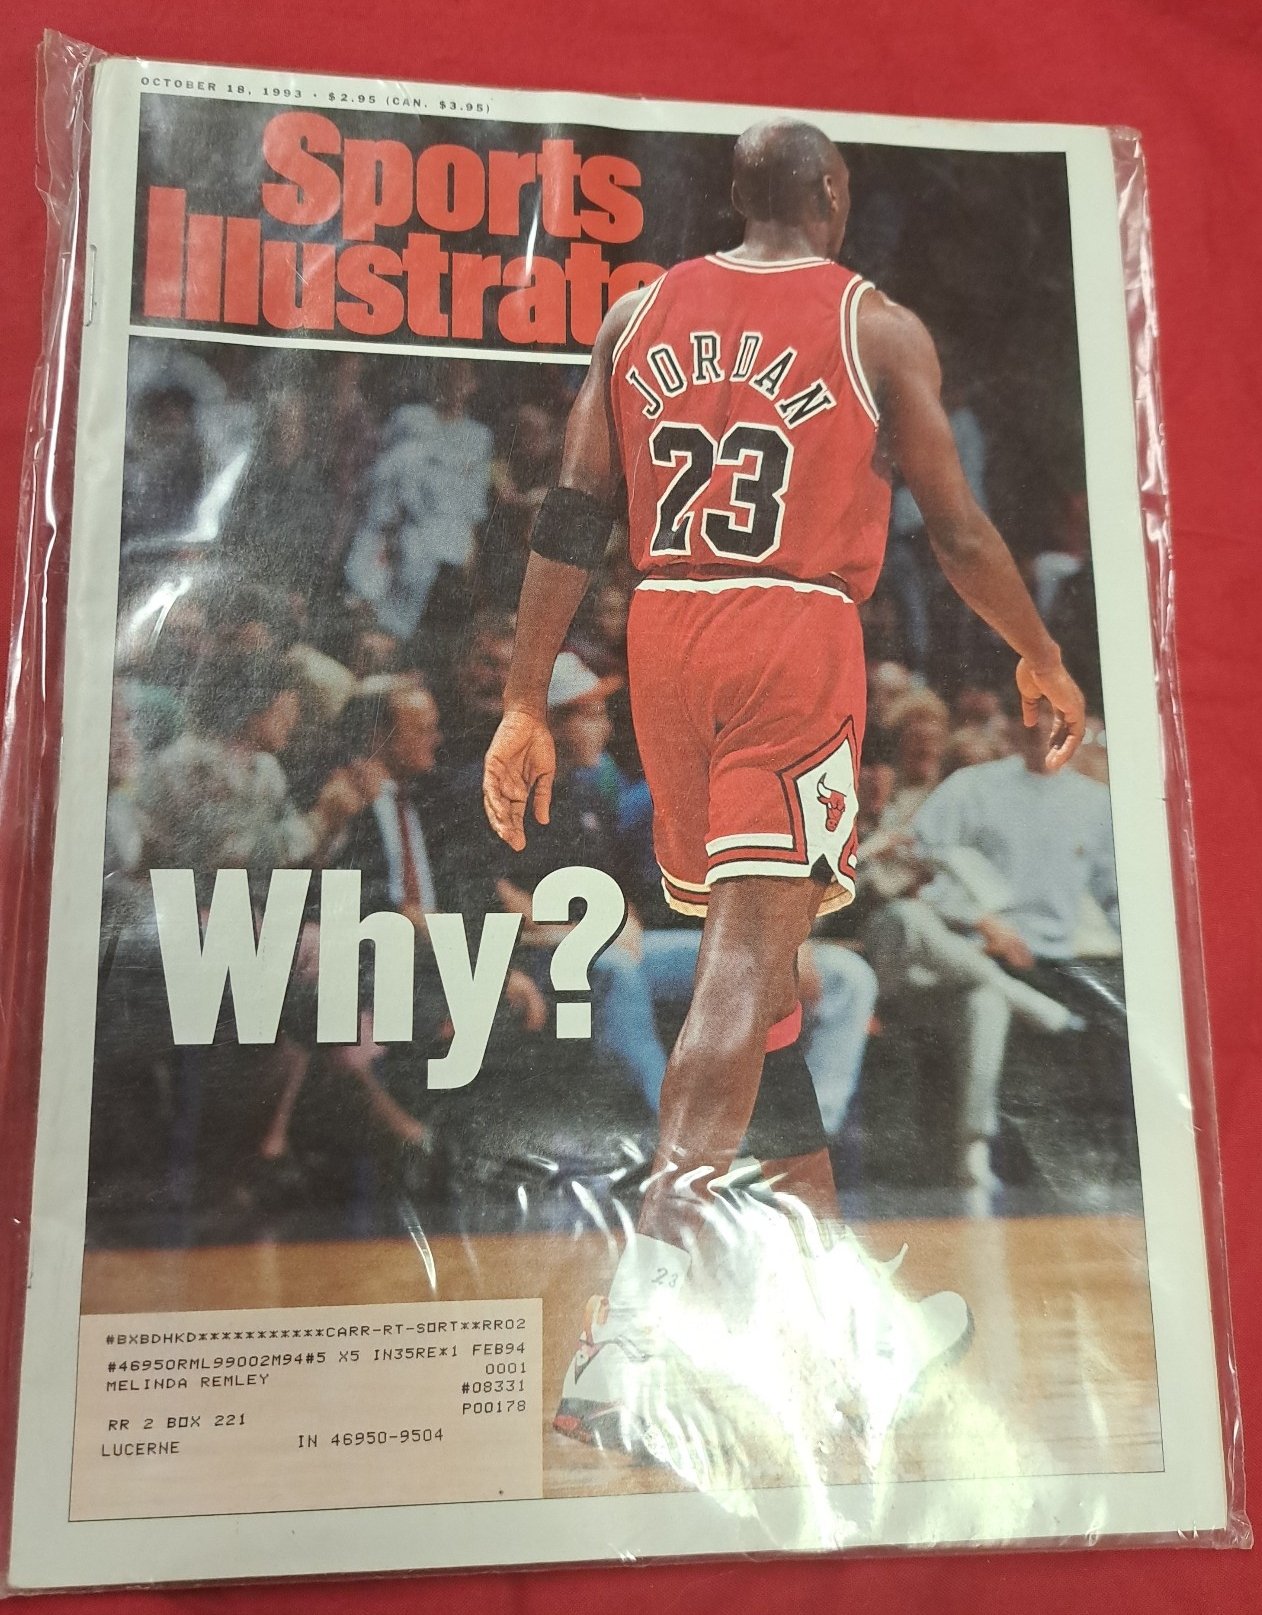 OCTOBER 18, 1993 · $2.95 (CAN. $3.95)
Sports
Illustrate
JORDAN
23
Why?
23
#BXBDHKD***********CARR-RT-SORT**RR02
#46950RML99002M94#5 X5 IN35RE*1 FEB94
MELINDA REMLEY 0001
#08331
RR 2 BOX 221 P00178
LUCERNE IN 46950-9504